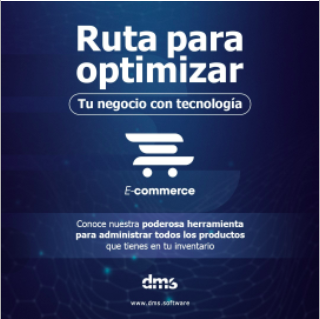 Ruta para
optimizar
Tu negocio con tecnología
E-commerce
Conoce nuestra poderosa herramienta
para administrar todos los productos
que tienes en tu inventario
dms
www.dms.software